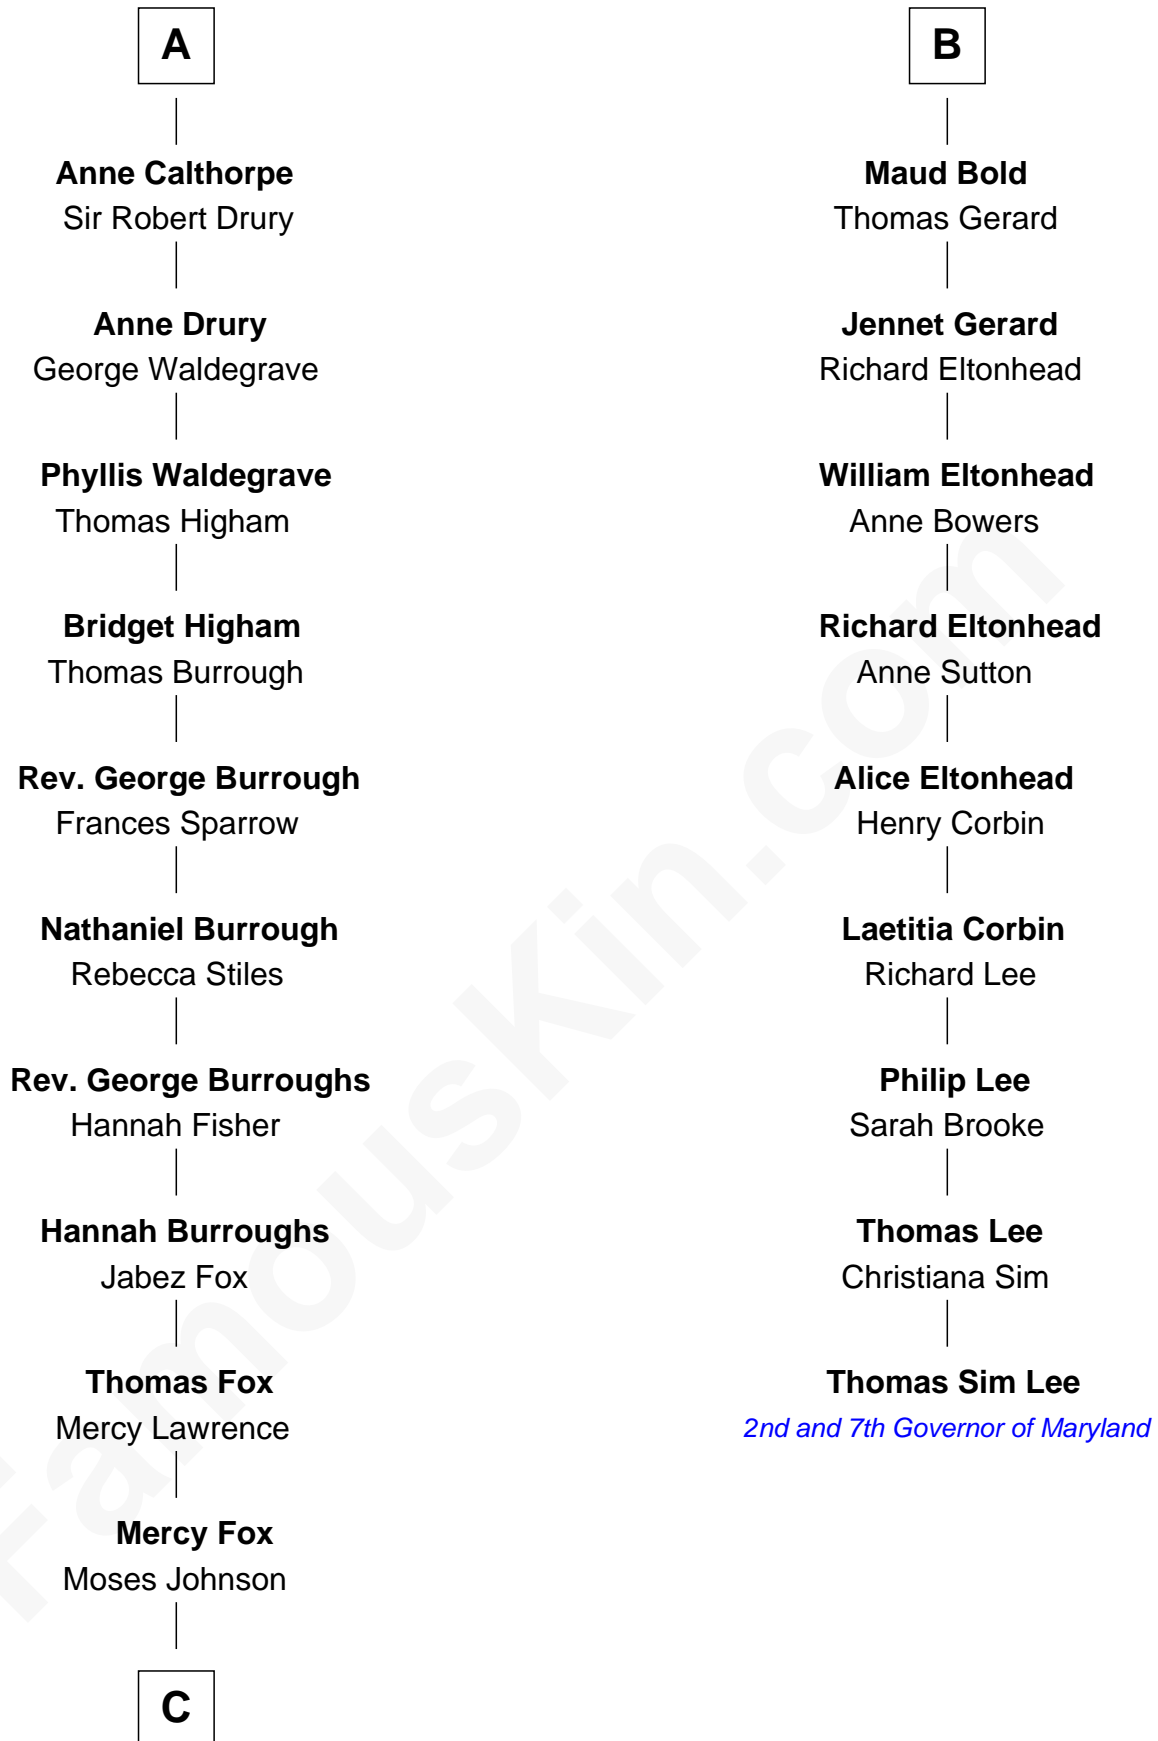 A
Anne Calthorpe
Sir Robert Drury
Anne Drury
George Waldegrave
Phyllis Waldegrave
Thomas Higham
Bridget Higham
Thomas Burrough
Rev. George Burrough
Frances Sparrow
Nathaniel Burrough
Rebecca Stiles
Rev. George Burroughs
Hannah Fisher
Hannah Burroughs
Jabez Fox
Thomas Fox
Mercy Lawrence
Mercy Fox
Moses Johnson
C
B
Maud Bold
Thomas Gerard
Jennet Gerard
Richard Eltonhead
William Eltonhead
Anne Bowers
Richard Eltonhead
Anne Sutton
Alice Eltonhead
Henry Corbin
Laetitia Corbin
Richard Lee
Philip Lee
Sarah Brooke
Thomas Lee
Christiana Sim
Thomas Sim Lee
2nd and 7th Governor of Maryland
FamousKin.com